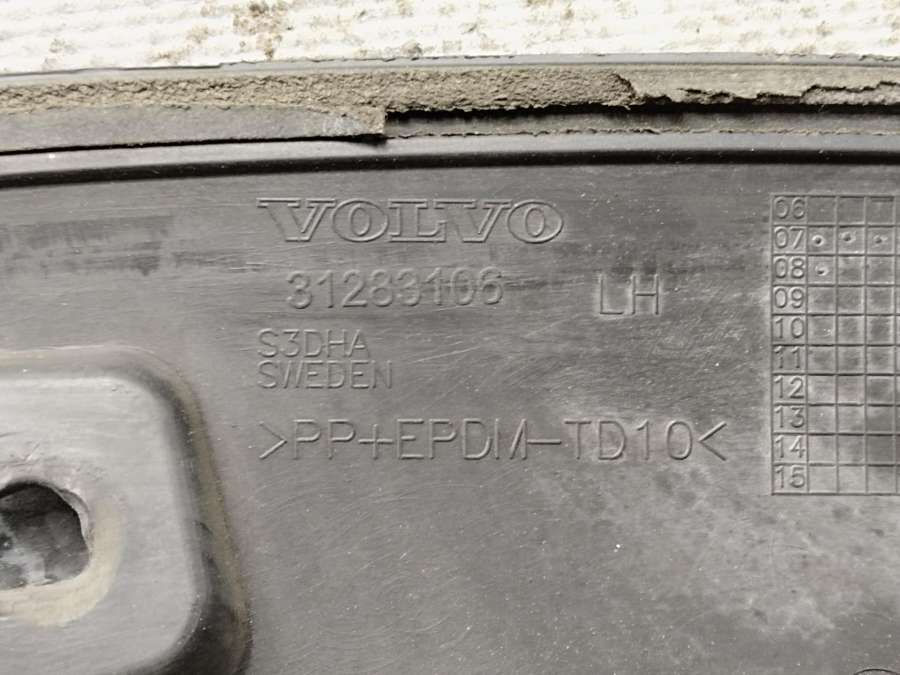 VOLVO
31283106 LH
S3DHA
SWEDEN
>PP+EPDM-TD10<
06
07
08
09
10
11
12
13
14
15